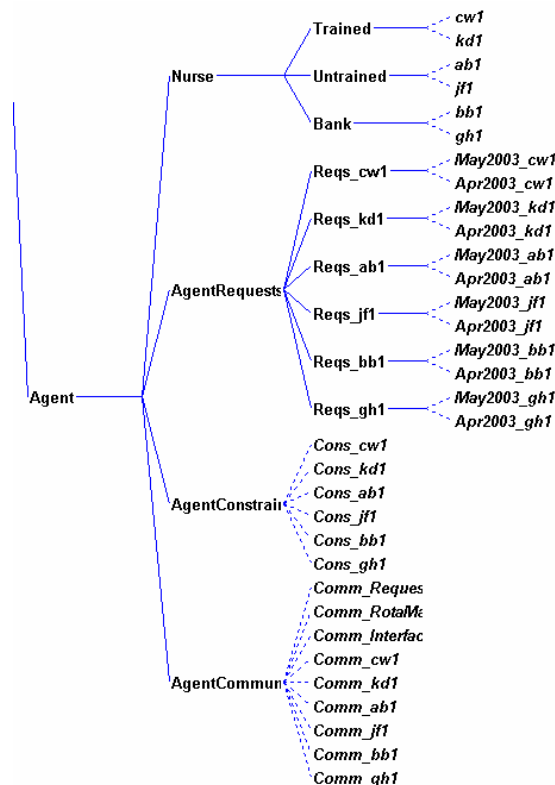 cw1
Trained
kd1
Nurse
Untrained
ab1
jf1
Bank
bb1
gh1
Reqs_cw1
May2003_cw1
Apr2003_cw1
Reqs_kd1
May2003_kd1
Apr2003_kd1
Reqs_ab1
May2003_ab1
Apr2003_ab1
AgentRequests
Reqs_jf1
May2003_jf1
Apr2003_jf1
Reqs_bb1
May2003_bb1
Apr2003_bb1
Agent
Reqs_gh1
May2003_gh1
Apr2003_gh1
Cons_cw1
Cons_kd1
Cons_ab1
AgentConstrain
Cons_jf1
Cons_bb1
Cons_gh1
Comm_Reques
Comm_RotaMa
Comm_Interfac
Comm_cw1
AgentCommun
Comm_kd1
Comm_ab1
Comm_jf1
Comm_bb1
Comm_gh1